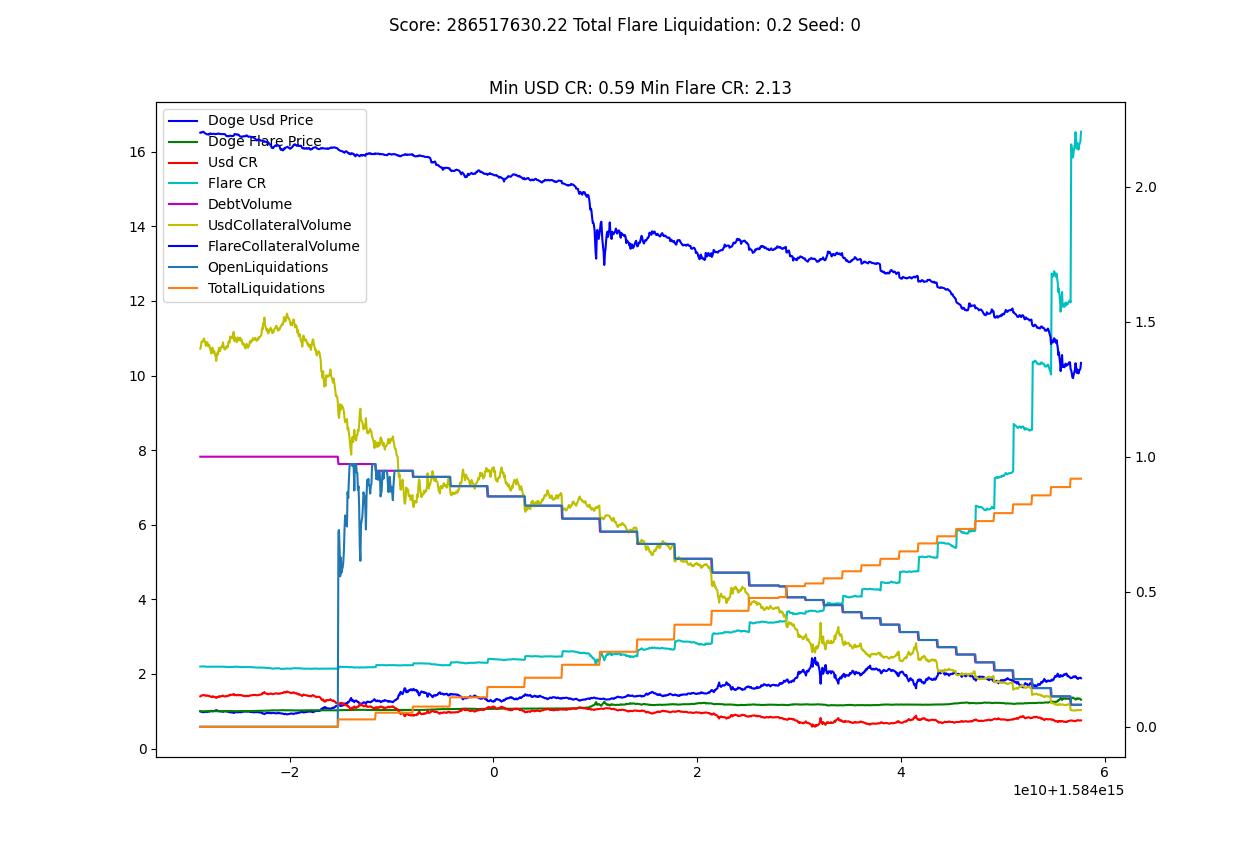 Score: 286517630.22 Total Flare Liquidation: 0.2 Seed: 0
Min USD CR: 0.59 Min Flare CR: 2.13
Doge Usd Price
Doge Flare Price
Usd CR
Flare CR
DebtVolume
UsdCollateralVolume
FlareCollateralVolume
OpenLiquidations
TotalLiquidations
16
14
12
10
8
6
4
2
0
2.0
1.5
1.0
0.5
0.0
−2 0 2 4 6
1e10+1.584e15